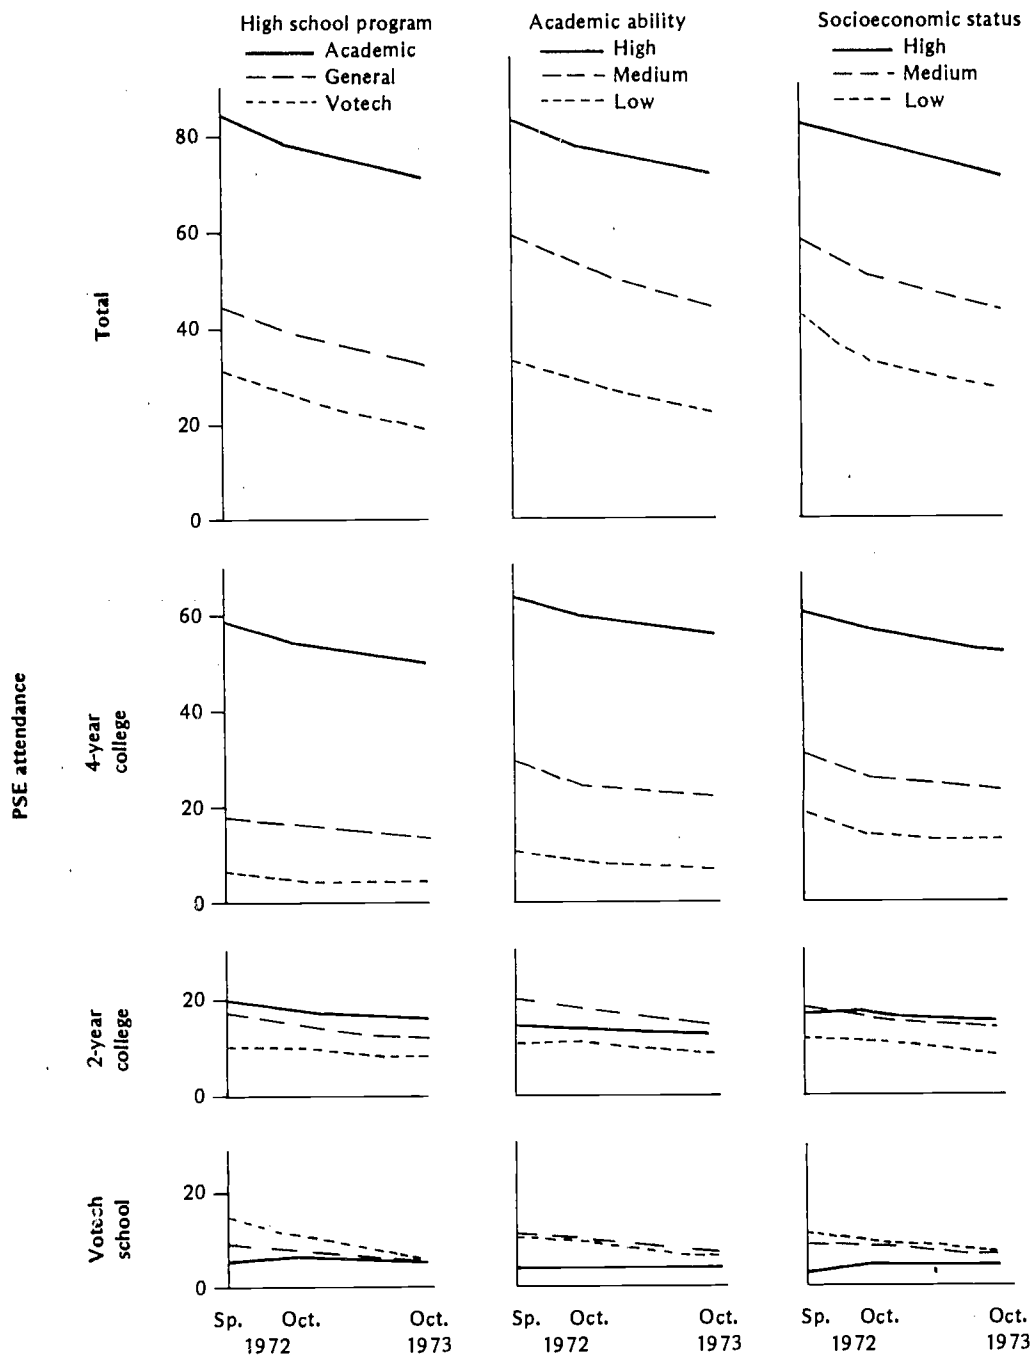 High school program
Academic
General
Votech
Academic ability
High
Medium
Low
Socioeconomic status
High
Medium
Low
PSE attendance
Total
80
60
40
20
0
4-year
college
60
40
20
0
2-year
college
20
0
Votech
school
20
0
Sp. Oct. Oct.
1972 1973
Sp. Oct. Oct.
1972 1973
Sp. Oct. Oct.
1972 1973